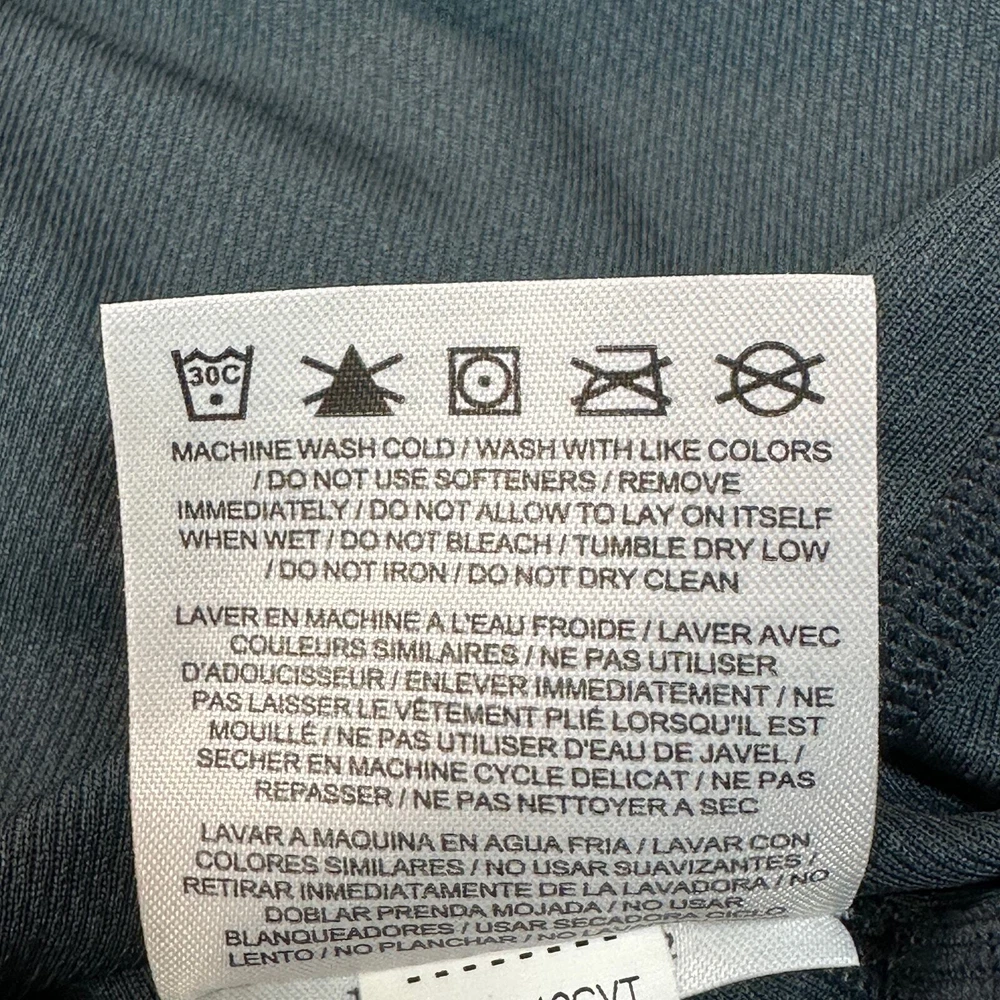 30C
MACHINE WASH COLD / WASH WITH LIKE COLORS
/ DO NOT USE SOFTENERS / REMOVE
IMMEDIATELY / DO NOT ALLOW TO LAY ON ITSELF
WHEN WET / DO NOT BLEACH / TUMBLE DRY LOW
/ DO NOT IRON / DO NOT DRY CLEAN
LAVER EN MACHINE A L'EAU FROIDE / LAVER AVEC
COULEURS SIMILAIRES / NE PAS UTILISER
D'ADOUCISSEUR / ENLEVER IMMEDIATEMENT / NE
PAS LAISSER LE VÊTEMENT PLIÉ LORSQU'IL EST
MOUILLÉ / NE PAS UTILISER D'EAU DE JAVEL /
SECHER EN MACHINE CYCLE DELICAT / NE PAS
REPASSER / NE PAS NETTOYER A SEC
LAVAR A MAQUINA EN AGUA FRIA / LAVAR CON
COLORES SIMILARES / NO USAR SUAVIZANTES /
RETIRAR INMEDIATAMENTE DE LA LAVADORA / NO
DOBLAR PRENDA MOJADA / NO USAR
BLANQUEADORES / USAR SECADORA CICLO
LENTO / NO PLANCHAR / NO